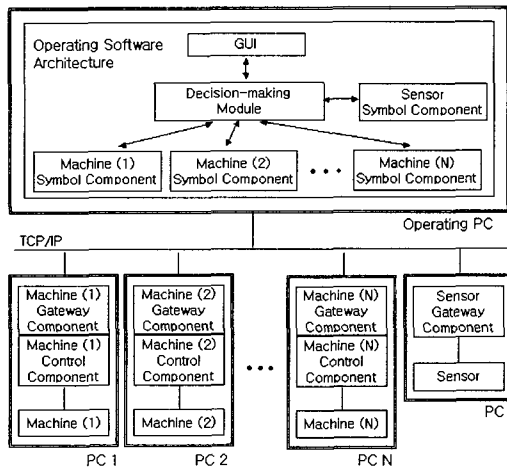 Operating Software
Architecture
GUI
Decision-making
Module
Sensor
Symbol Component
Machine (1)
Symbol Component
Machine (2)
Symbol Component
• • •
Machine (N)
Symbol Component
Operating PC
TCP/IP
Machine (1)
Gateway
Component
Machine (1)
Control
Component
Machine (1)
PC 1
Machine (2)
Gateway
Component
Machine (2)
Control
Component
Machine (2)
PC 2
• • •
Machine (N)
Gateway
Component
Machine (N)
Control
Component
Machine (N)
PC N
Sensor
Gateway
Component
Sensor
PC